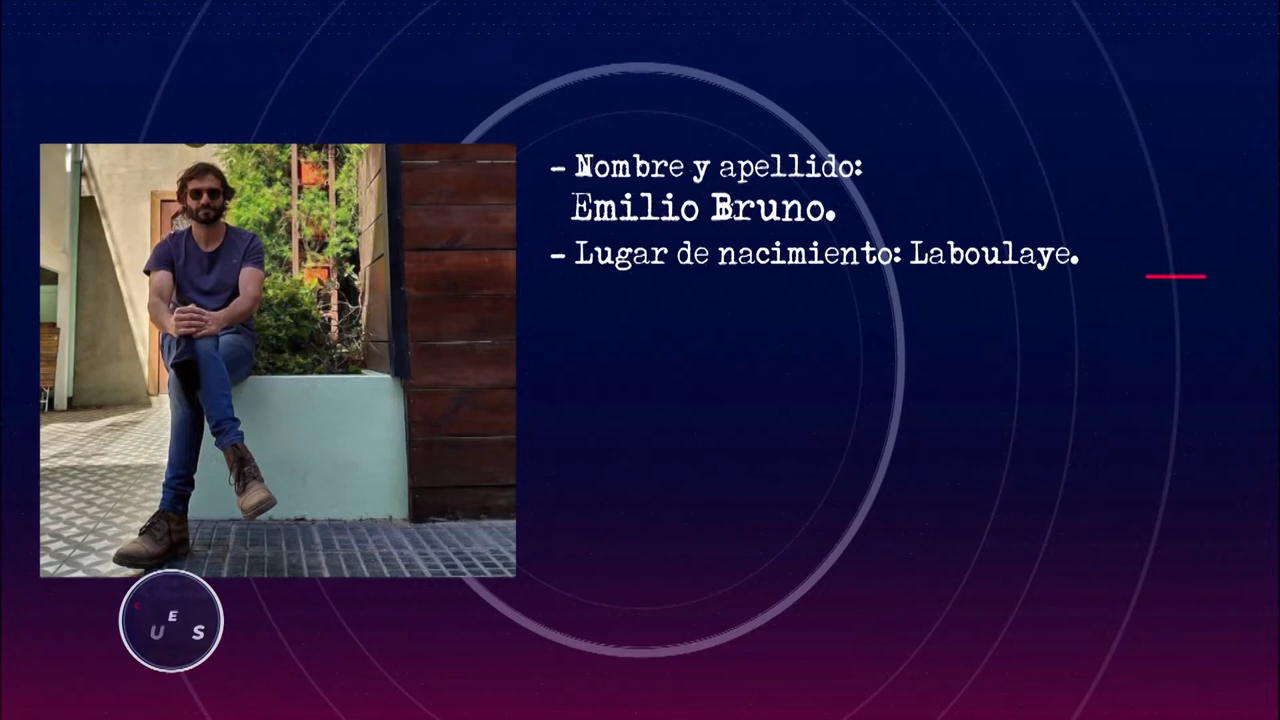 - Nombre y apellido:
Emilio Bruno.
- Lugar de nacimiento: Laboulaye.
U E S